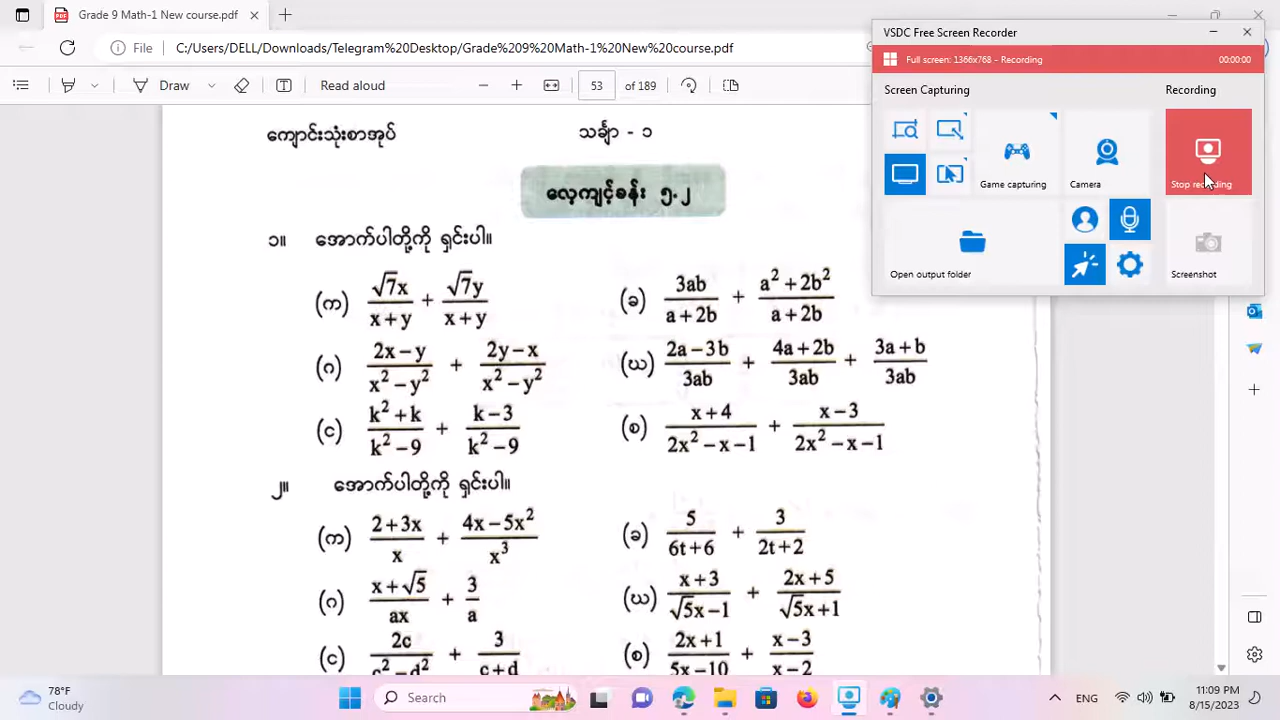 Grade 9 Math-1 New course.pdf
File C:/Users/DELL/Downloads/Telegram%20Desktop/Grade%209%20Math-1%20New%20course.pdf
Draw Read aloud 53 of 189
VSDC Free Screen Recorder
Full screen: 1366x768 - Recording 00:00:00
Screen Capturing Recording
Game capturing Camera Stop recording
Open output folder Screenshot
ကျောင်းသုံးစာအုပ် သင်္ချာ - ၁
လေ့ကျင့်ခန်း ၅.၂
၁။ အောက်ပါတို့ကို ရှင်းပါ။
(က) √7x/(x+y) + √7y/(x+y) (ခ) 3ab/(a+2b) + (a²+2b²)/(a+2b)
(ဂ) (2x−y)/(x²−y²) + (2y−x)/(x²−y²) (ဃ) (2a−3b)/3ab + (4a+2b)/3ab + (3a+b)/3ab
(င) (k²+k)/(k²−9) + (k−3)/(k²−9) (စ) (x+4)/(2x²−x−1) + (x−3)/(2x²−x−1)
၂။ အောက်ပါတို့ကို ရှင်းပါ။
(က) (2+3x)/x + (4x−5x²)/x³ (ခ) 5/(6t+6) + 3/(2t+2)
(ဂ) (x+√5)/ax + 3/a (ဃ) (x+3)/(√5x−1) + (2x+5)/(√5x+1)
(င) 2c/(c²−d²) + 3/(c+d) (စ) (2x+1)/(5x−10) + (x−3)/(x−2)
78°F
Cloudy
Search
ENG
11:09 PM
8/15/2023